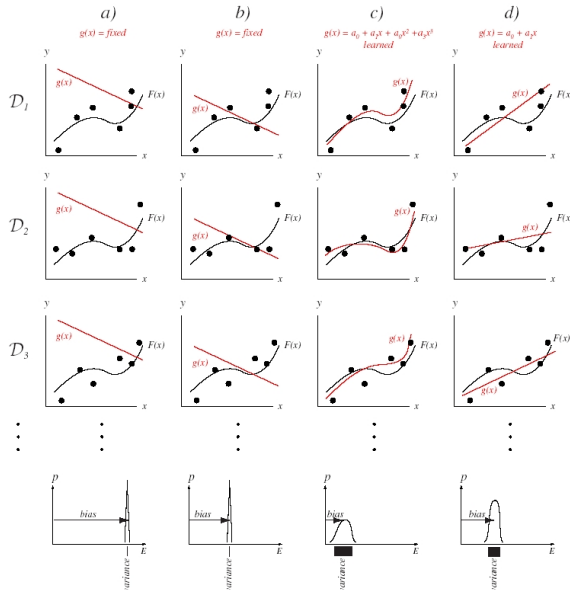 a) b) c) d)
g(x) = fixed g(x) = fixed g(x) = a0 + a1x + a0x² + a3x³ g(x) = a0 + a1x
learned learned
y y y y
D1 g(x) F(x) g(x) F(x) g(x) F(x) g(x) F(x)
x x x x
y y y y
D2 g(x) F(x) g(x) F(x) g(x) F(x) g(x) F(x)
x x x x
y y y y
D3 g(x) F(x) g(x) F(x) g(x) F(x) g(x) F(x)
x x x x
p p p p
bias bias bias bias
E E E E
variance variance variance variance